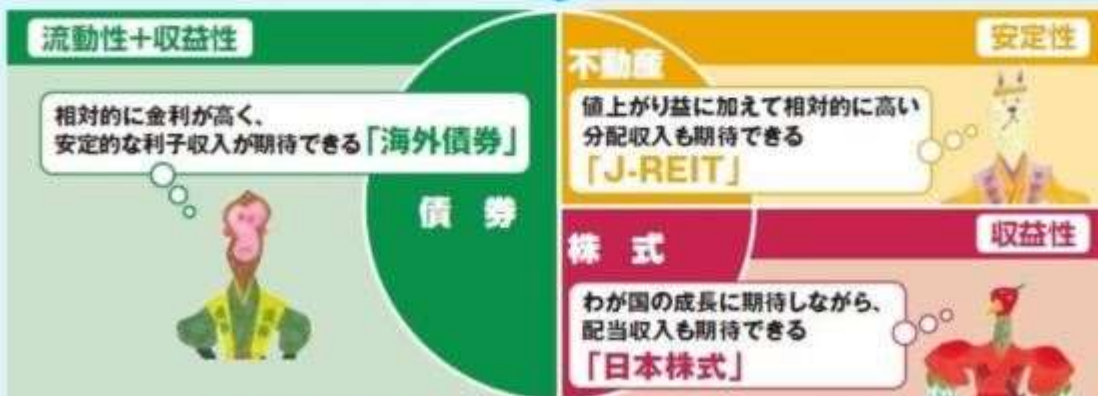 流動性+収益性
相対的に金利が高く、
安定的な利子収入が期待できる「海外債券」
債券
不動産
安定性
値上がり益に加えて相対的に高い
分配収入も期待できる
「J-REIT」
株式
収益性
わが国の成長に期待しながら、
配当収入も期待できる
「日本株式」